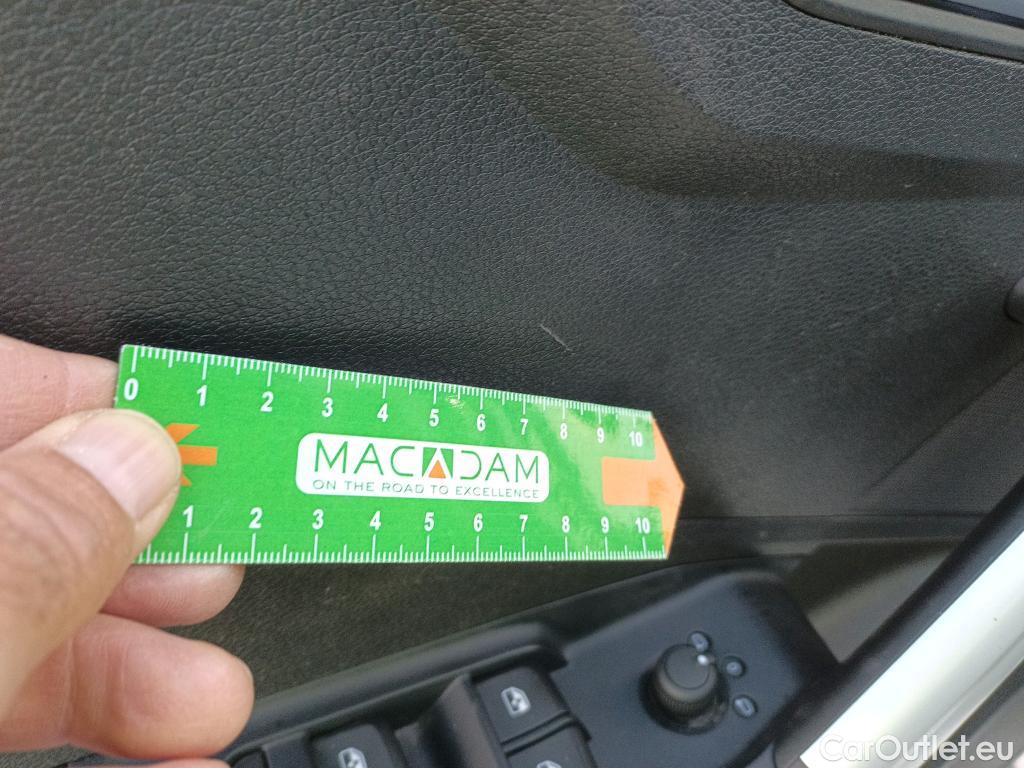 0 1 2 3 4 5 6 7 8 9 10
MACADAM
ON THE ROAD TO EXCELLENCE
1 2 3 4 5 6 7 8 9 10
CarOutlet.eu